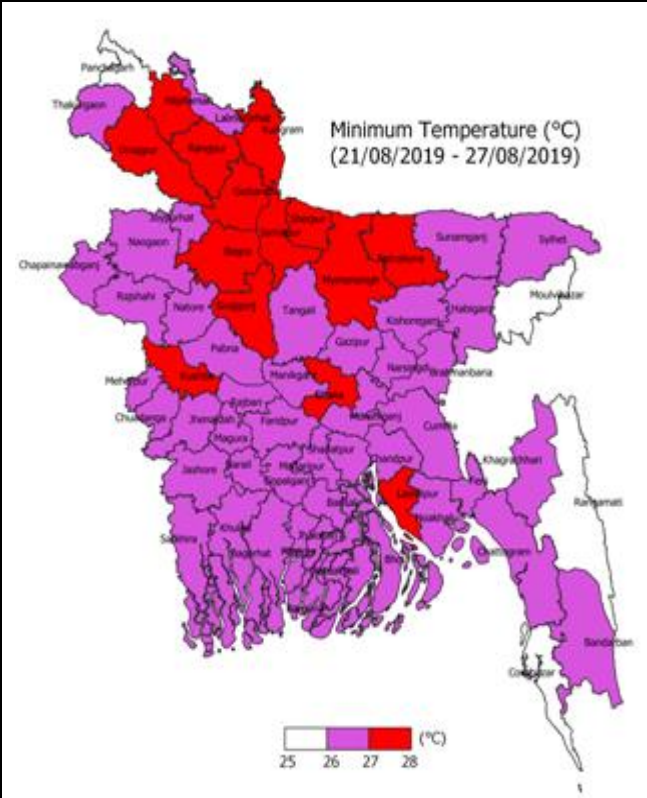 Panchagarh
Thakurgaon
Nilphamari
Lalmonirhat
Kurigram
Minimum Temperature (°C)
(21/08/2019 - 27/08/2019)
Dinajpur
Rangpur
Gaibandha
Joypurhat
Sherpur
Jamalpur
Naogaon
Bogra
Mymensingh
Netrokona
Sunamganj
Sylhet
Chapainawabganj
Moulvibazar
Rajshahi
Natore
Sirajganj
Tangail
Kishoreganj
Habiganj
Pabna
Gazipur
Narsingdi
Brahmanbaria
Meherpur
Kushtia
Manikganj
Dhaka
Chuadanga
Jhenaidah
Rajbari
Faridpur
Munshiganj
Cumilla
Magura
Shariatpur
Chandpur
Khagrachhari
Jashore
Narail
Madaripur
Gopalganj
Feni
Lakshmipur
Rangamati
Noakhali
Satkhira
Khulna
Bagerhat
Barisal
Bhola
Chattogram
Bandarban
Coxsbazar
(°C)
25 26 27 28